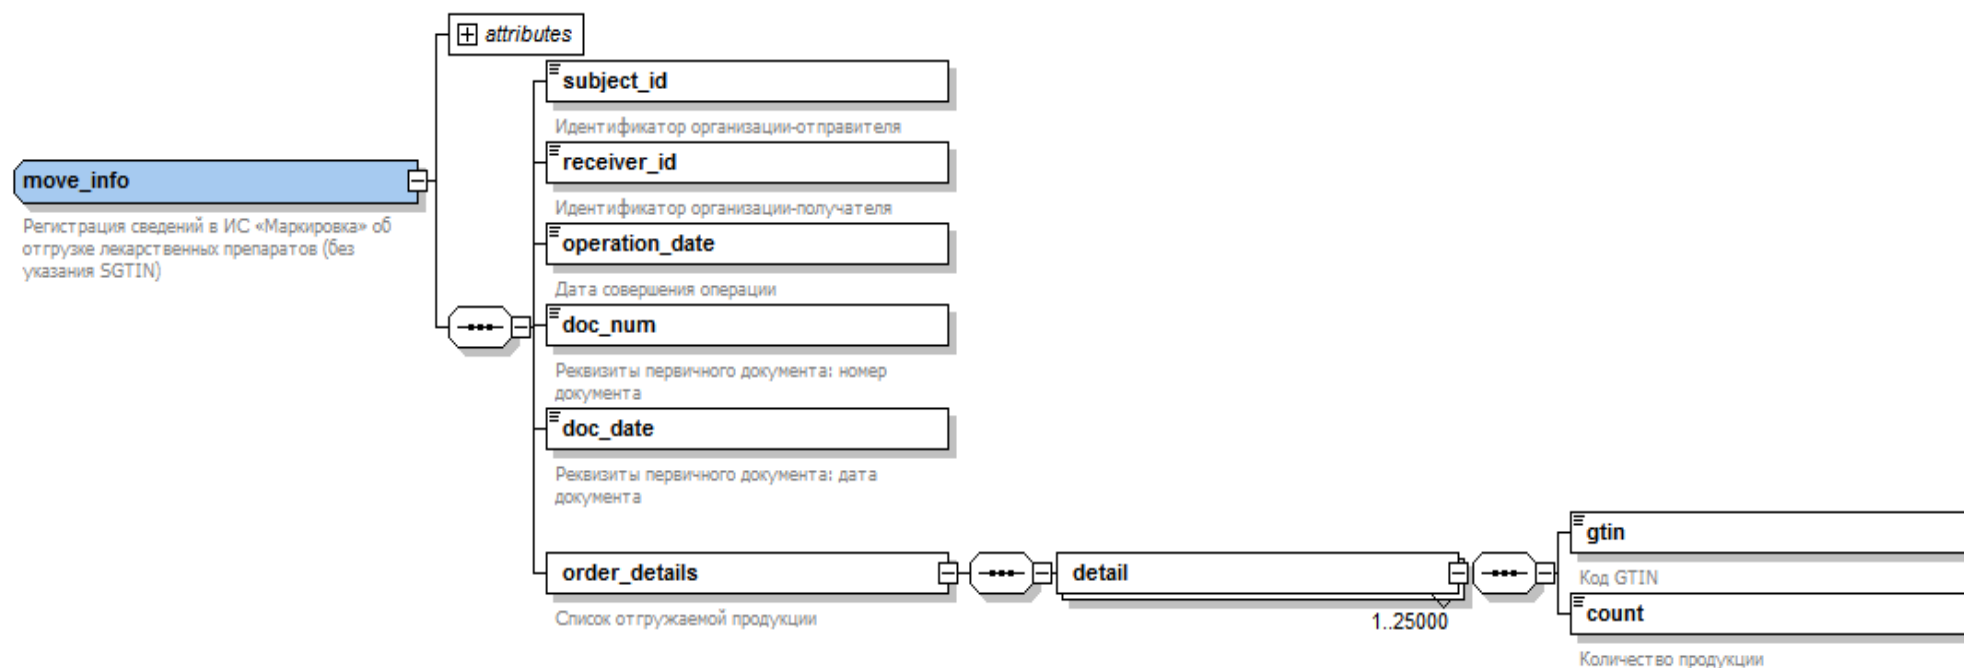 attributes
subject_id
Идентификатор организации-отправителя
receiver_id
Идентификатор организации-получателя
move_info
Регистрация сведений в ИС «Маркировка» об
отгрузке лекарственных препаратов (без
указания SGTIN)
operation_date
Дата совершения операции
doc_num
Реквизиты первичного документа: номер
документа
doc_date
Реквизиты первичного документа: дата
документа
order_details
Список отгружаемой продукции
detail
1..25000
gtin
Код GTIN
count
Количество продукции